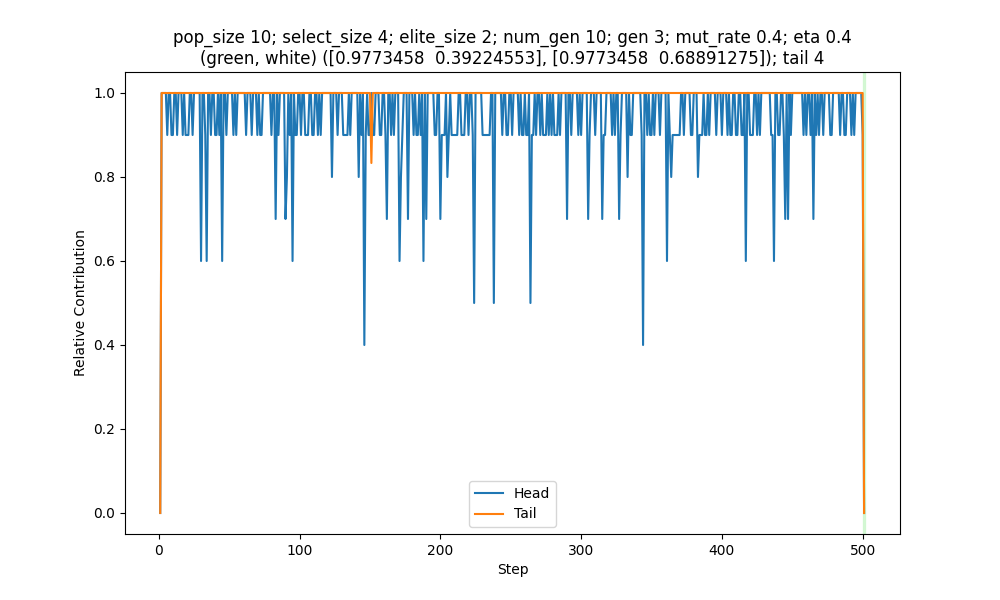 pop_size 10; select_size 4; elite_size 2; num_gen 10; gen 3; mut_rate 0.4; eta 0.4
(green, white) ([0.9773458  0.39224553], [0.9773458  0.68891275]); tail 4
1.0
0.8
0.6
0.4
0.2
0.0
Relative Contribution
Head
Tail
0
100
200
300
400
500
Step